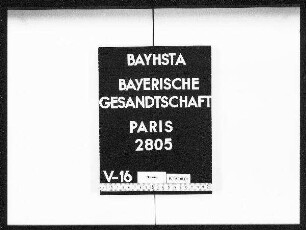 BAYHSTA
BAYERISCHE
GESANDTSCHAFT
PARIS
2805
V-16